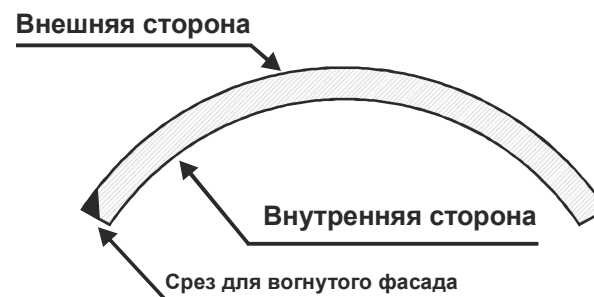 Внешняя сторона
Внутренняя сторона
Срез для вогнутого фасада